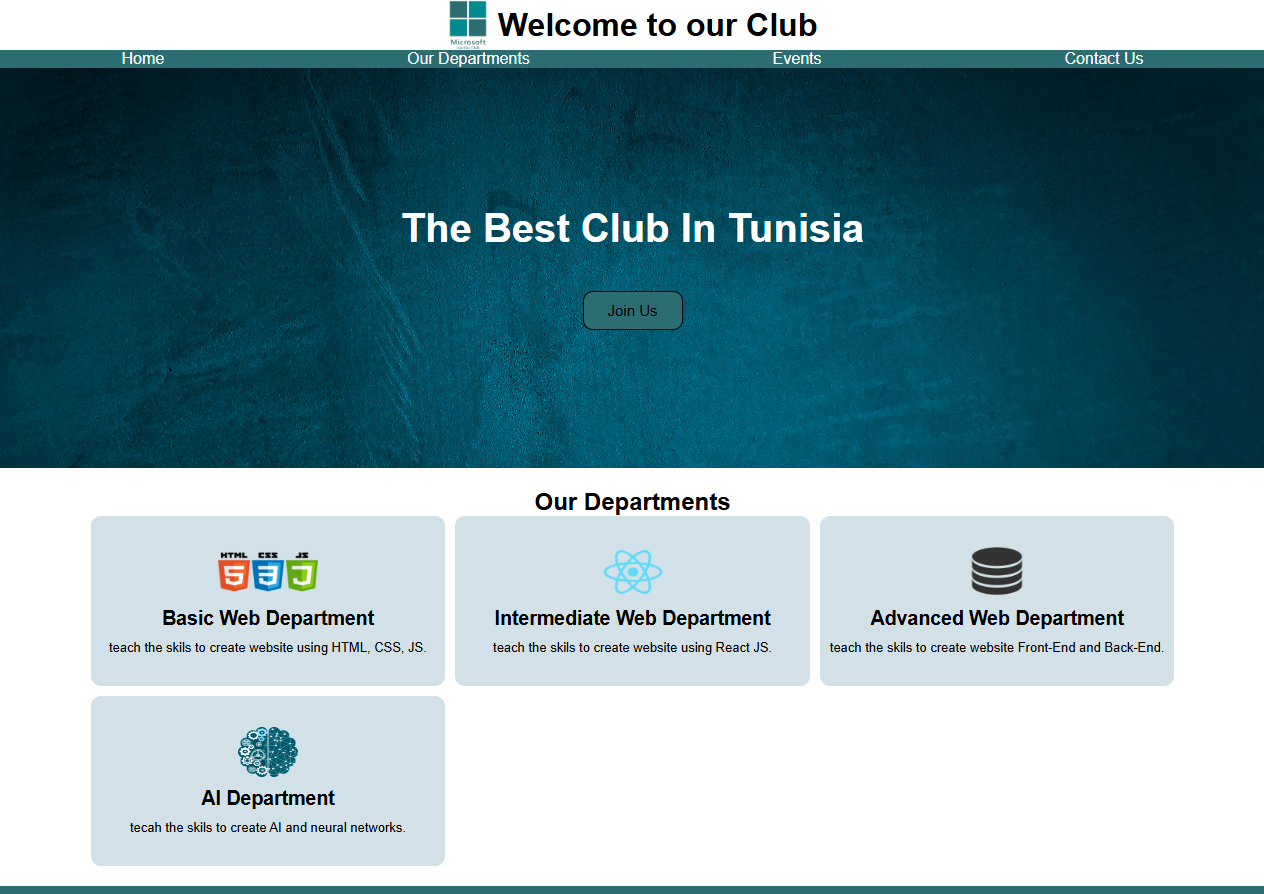 Microsoft
Welcome to our Club
Home Our Departments Events Contact Us
The Best Club In Tunisia
Join Us
Our Departments
HTML CSS JS
5 3 J
Basic Web Department
teach the skils to create website using HTML, CSS, JS.
Intermediate Web Department
teach the skils to create website using React JS.
Advanced Web Department
teach the skils to create website Front-End and Back-End.
AI Department
tecah the skils to create AI and neural networks.